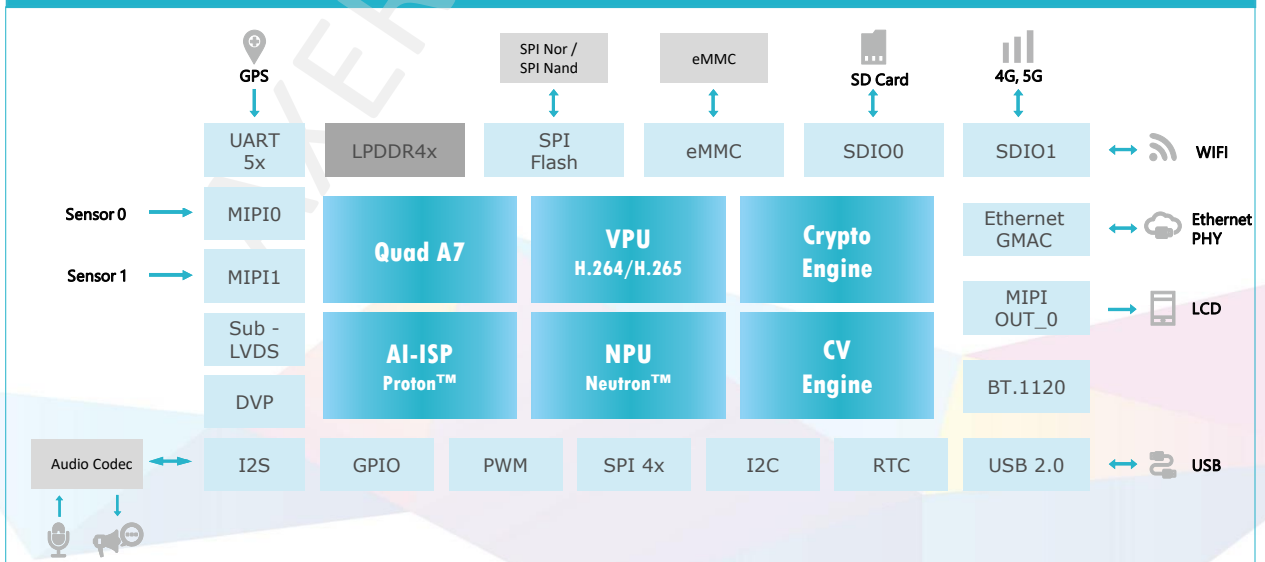 GPS
SPI Nor /
SPI Nand
eMMC
SD Card
4G, 5G
UART
5x
LPDDR4x
SPI
Flash
eMMC
SDIO0
SDIO1
WIFI
Sensor 0
MIPI0
Quad A7
VPU
H.264/H.265
Crypto
Engine
Ethernet
GMAC
Ethernet
PHY
Sensor 1
MIPI1
MIPI
OUT_0
LCD
Sub -
LVDS
AI-ISP
Proton™
NPU
Neutron™
CV
Engine
DVP
BT.1120
Audio Codec
I2S
GPIO
PWM
SPI 4x
I2C
RTC
USB 2.0
USB